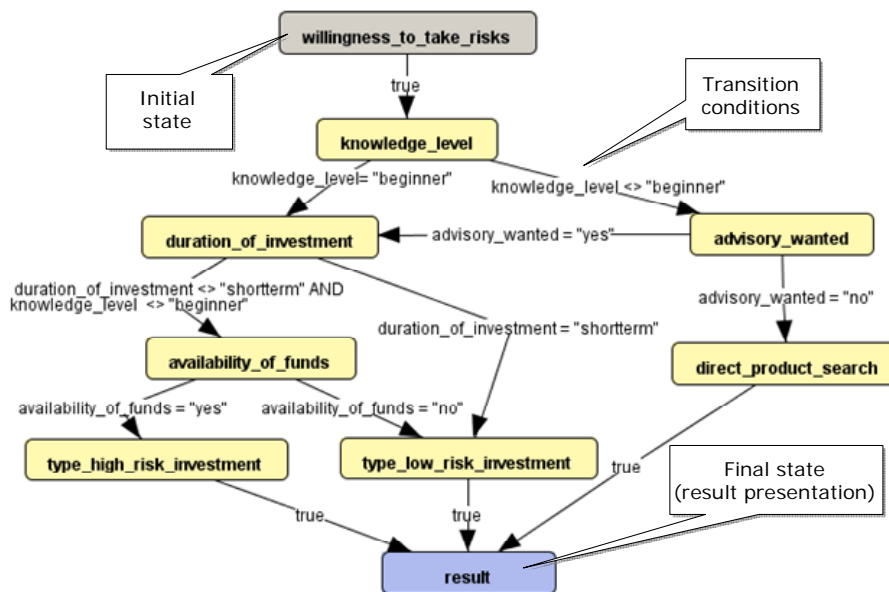 willingness_to_take_risks
Initial
state
true
Transition
conditions
knowledge_level
knowledge_level= "beginner"
knowledge_level <> "beginner"
duration_of_investment
advisory_wanted = "yes"
advisory_wanted
duration_of_investment <> "shortterm" AND
knowledge_level <> "beginner"
advisory_wanted = "no"
duration_of_investment = "shortterm"
availability_of_funds
direct_product_search
availability_of_funds = "yes"
availability_of_funds = "no"
type_high_risk_investment
type_low_risk_investment
true
Final state
(result presentation)
true
true
result